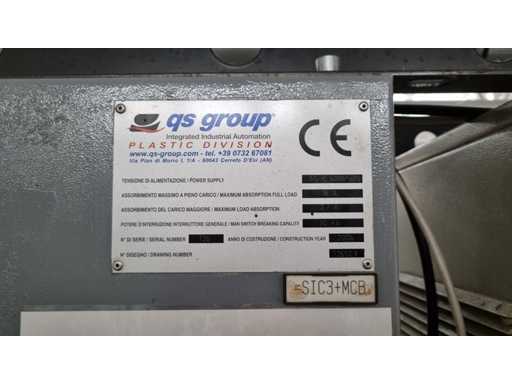 qs group
Integrated Industrial Automation
PLASTIC DIVISION
www.qs-group.com - tel. +39 0732 67081
Via Pian di Morro I, 1/A - 60043 Cerreto D'Esi (AN)
CE
TENSIONE DI ALIMENTAZIONE / POWER SUPPLY
ASSORBIMENTO MASSIMO A PIENO CARICO / MAXIMUM ABSORPTION FULL LOAD
ASSORBIMENTO DEL CARICO MAGGIORE / MAXIMUM LOAD ABSORPTION
POTERE D'INTERRUZIONE INTERRUTTORE GENERALE / MAIN SWITCH BREAKING CAPALITY
N° DI SERIE / SERIAL NUMBER ANNO DI COSTRUZIONE / CONSTRUCTION YEAR
N° DISEGNO / DRAWING NUMBER
-SIC3+MCB